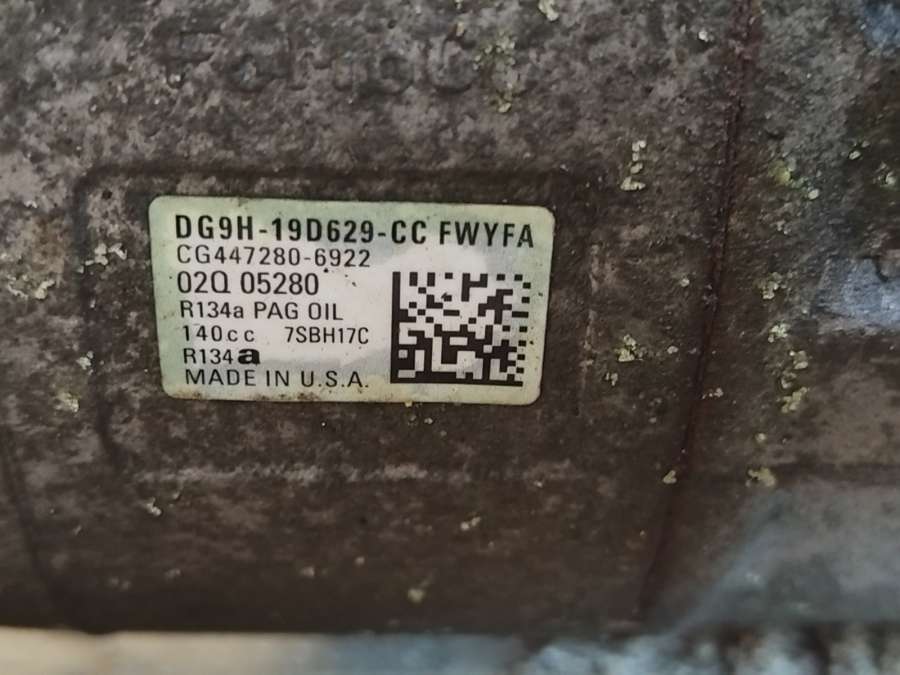 DG9H-19D629-CC FWYFA
CG447280-6922
02Q 05280
R134a PAG OIL
140cc 7SBH17C
R134a
MADE IN U.S.A.